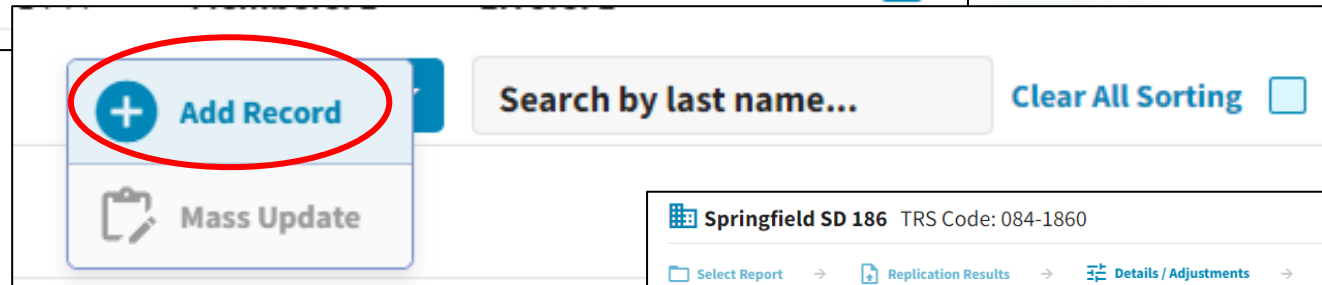 Add Record
Search by last name...
Clear All Sorting
Mass Update
Springfield SD 186 TRS Code: 084-1860
Select Report → Replication Results → Details / Adjustments →